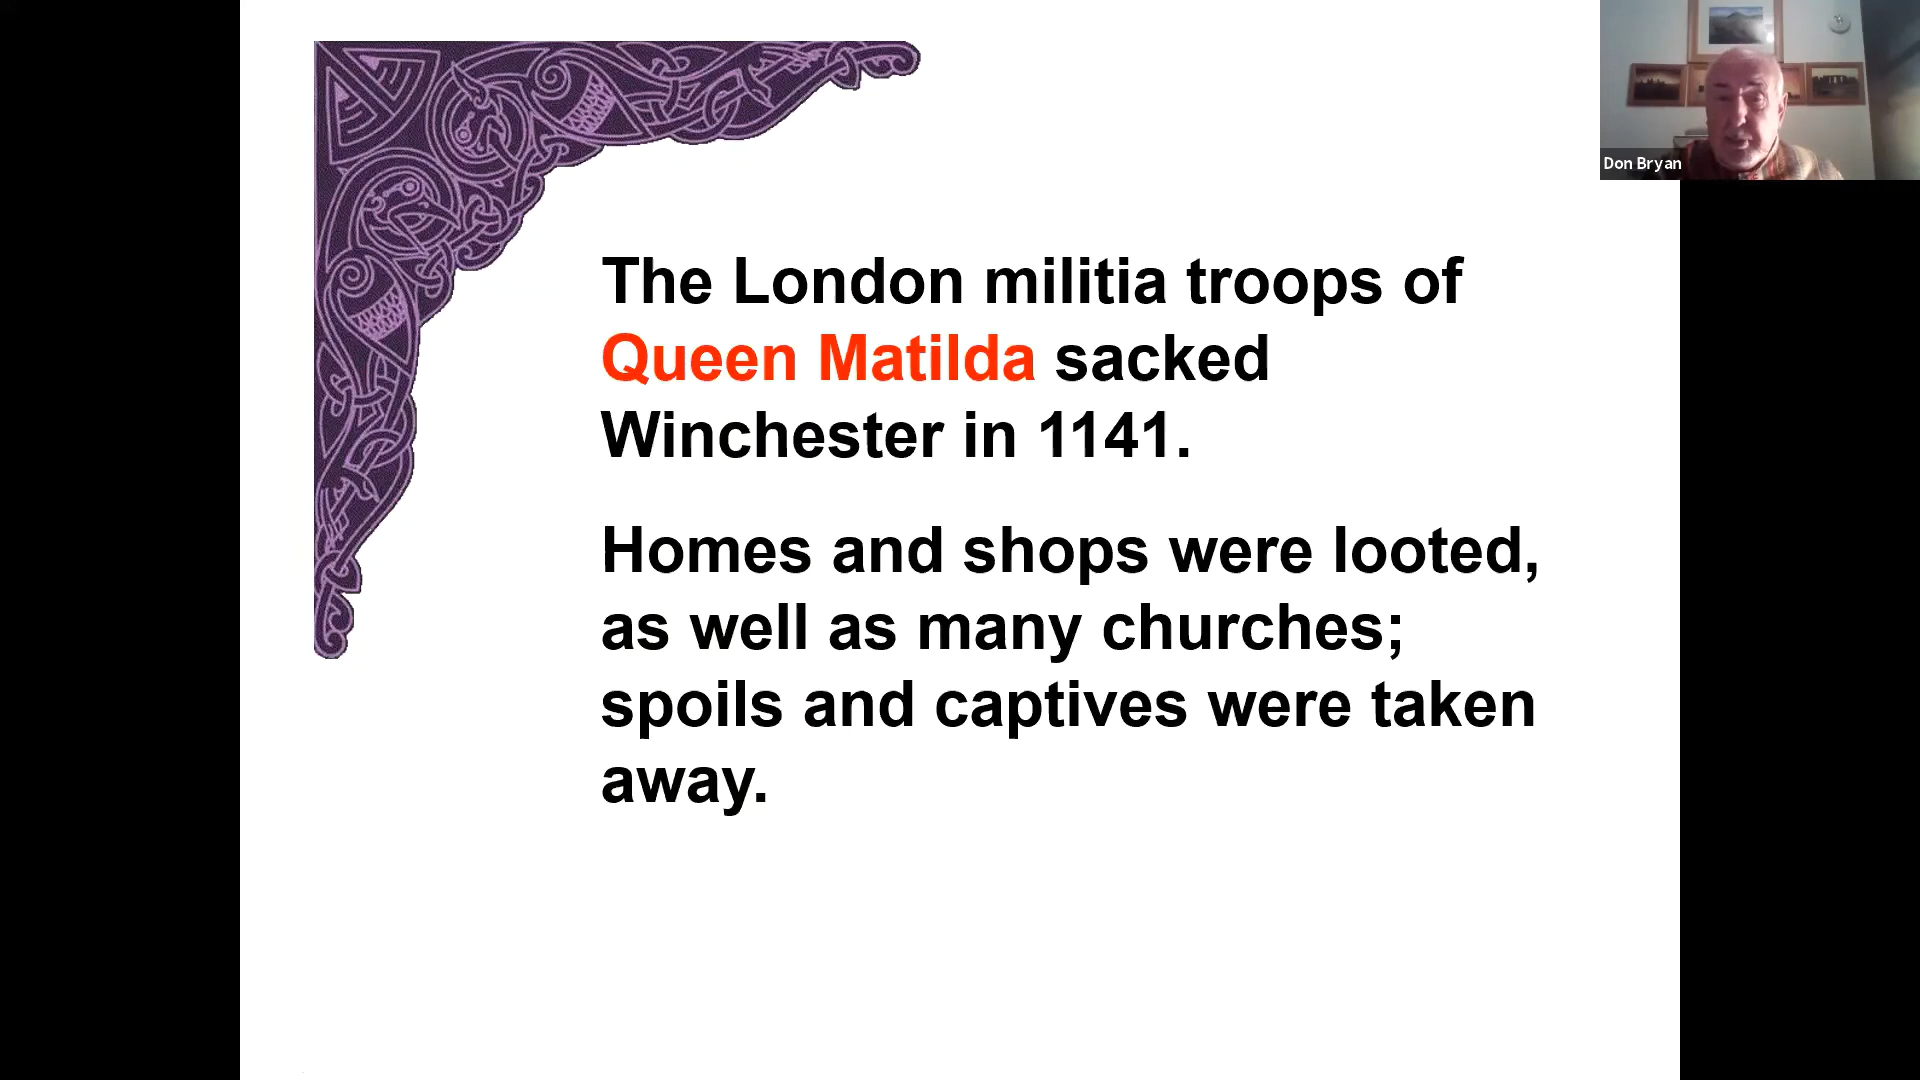 Don Bryan
The London militia troops of
Queen Matilda sacked
Winchester in 1141.
Homes and shops were looted,
as well as many churches;
spoils and captives were taken
away.